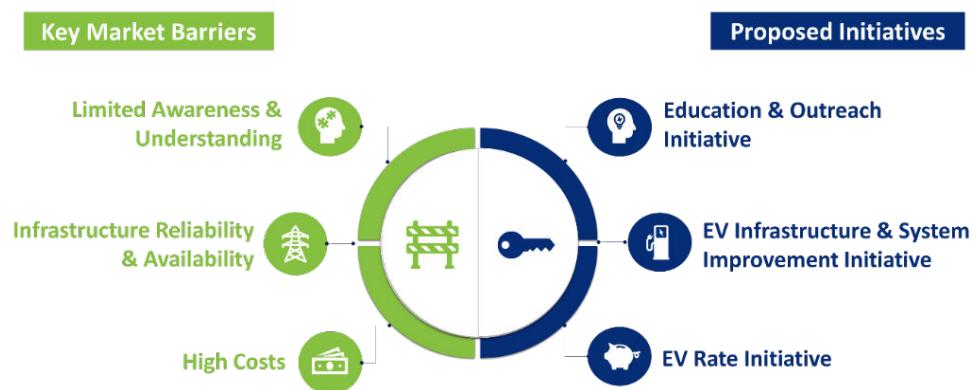 Key Market Barriers
Proposed Initiatives
Limited Awareness &
Understanding
Education & Outreach
Initiative
Infrastructure Reliability
& Availability
EV Infrastructure & System
Improvement Initiative
High Costs
EV Rate Initiative